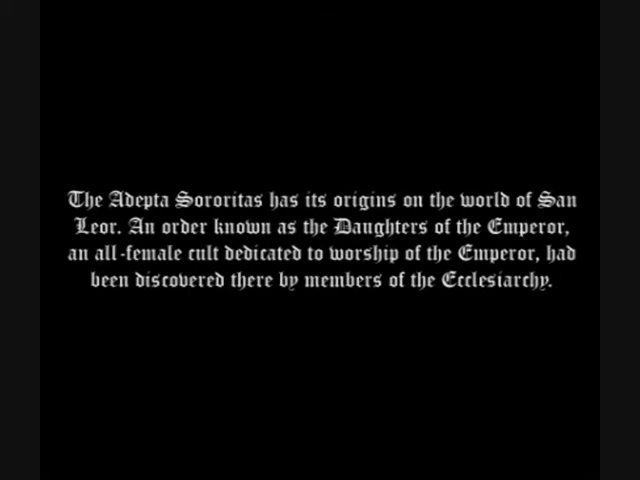 The Adepta Sororitas has its origins on the world of San
Leor. An order known as the Daughters of the Emperor,
an all-female cult dedicated to worship of the Emperor, had
been discovered there by members of the Ecclesiarchy.